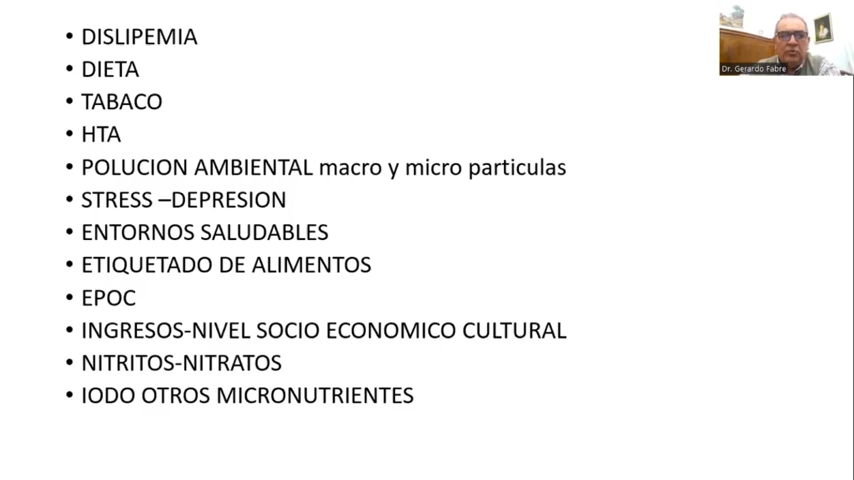 • DISLIPEMIA
• DIETA
• TABACO
• HTA
• POLUCION AMBIENTAL macro y micro particulas
• STRESS –DEPRESION
• ENTORNOS SALUDABLES
• ETIQUETADO DE ALIMENTOS
• EPOC
• INGRESOS-NIVEL SOCIO ECONOMICO CULTURAL
• NITRITOS-NITRATOS
• IODO OTROS MICRONUTRIENTES
Dr. Gerardo Fabre